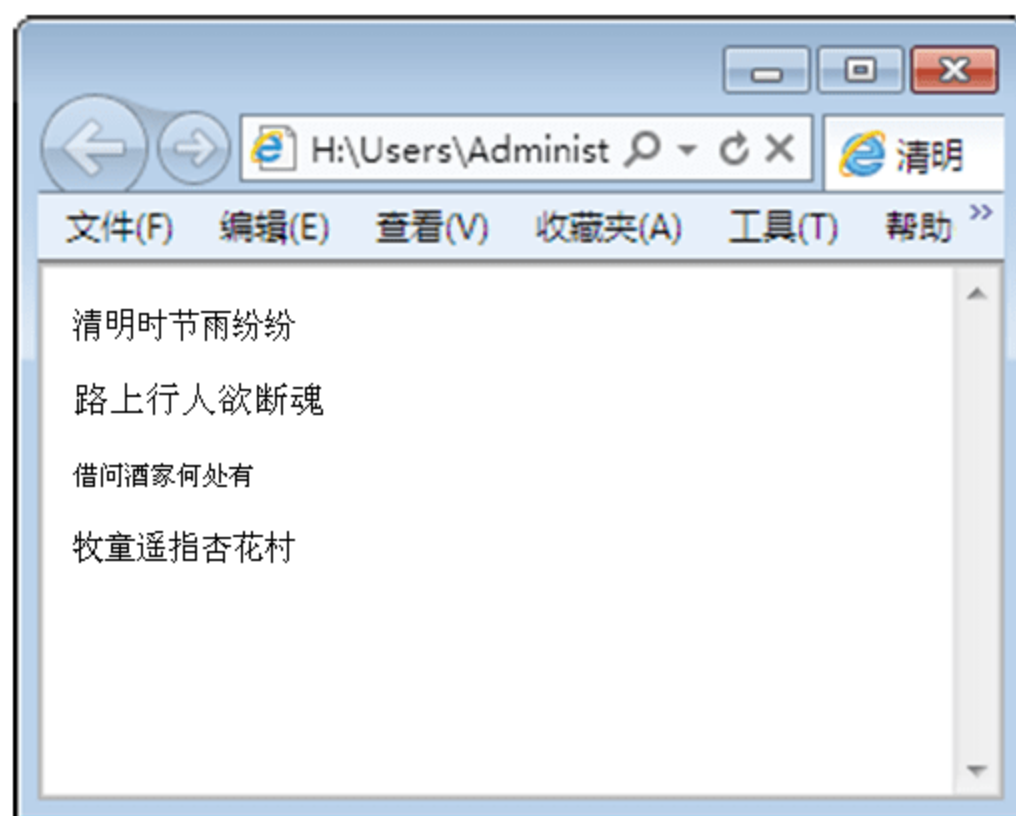 H:\Users\Administ
清明
文件(F) 编辑(E) 查看(V) 收藏夹(A) 工具(T) 帮助 »
清明时节雨纷纷
路上行人欲断魂
借问酒家何处有
牧童遥指杏花村